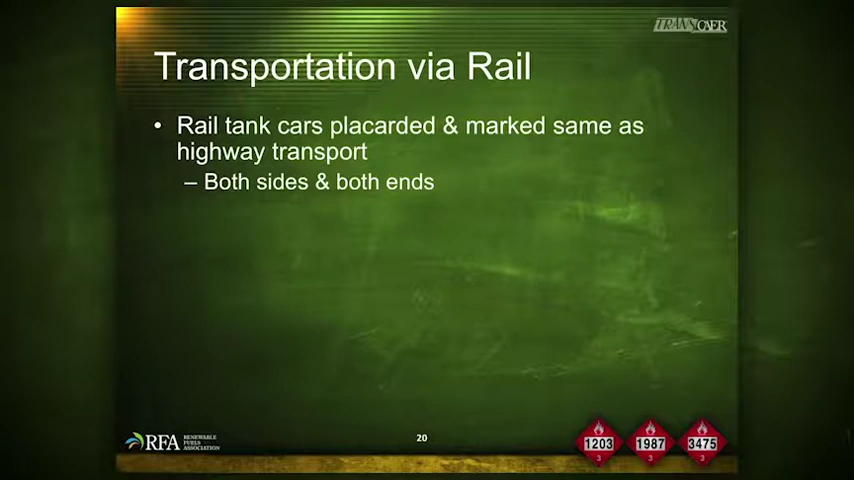 TRANSCAER
Transportation via Rail
• Rail tank cars placarded & marked same as
highway transport
– Both sides & both ends
RFA RENEWABLE
FUELS
ASSOCIATION
20
1203
3
1987
3
3475
3